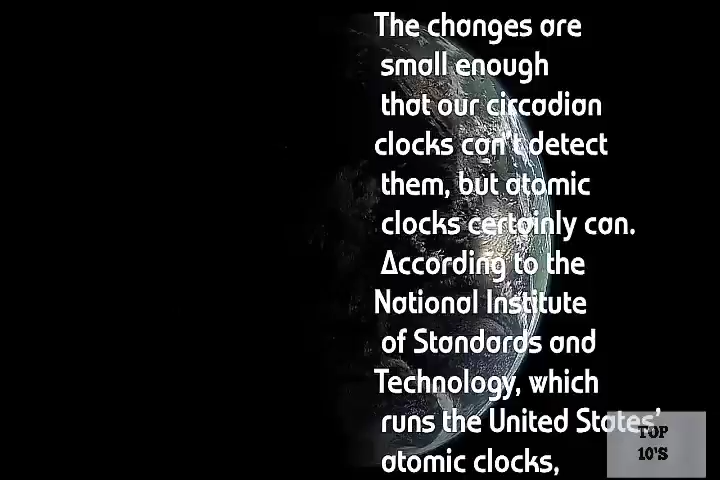 The changes are
small enough
that our circadian
clocks can't detect
them, but atomic
clocks certainly can.
According to the
National Institute
of Standards and
Technology, which
runs the United States'
atomic clocks,
TOP
10'S